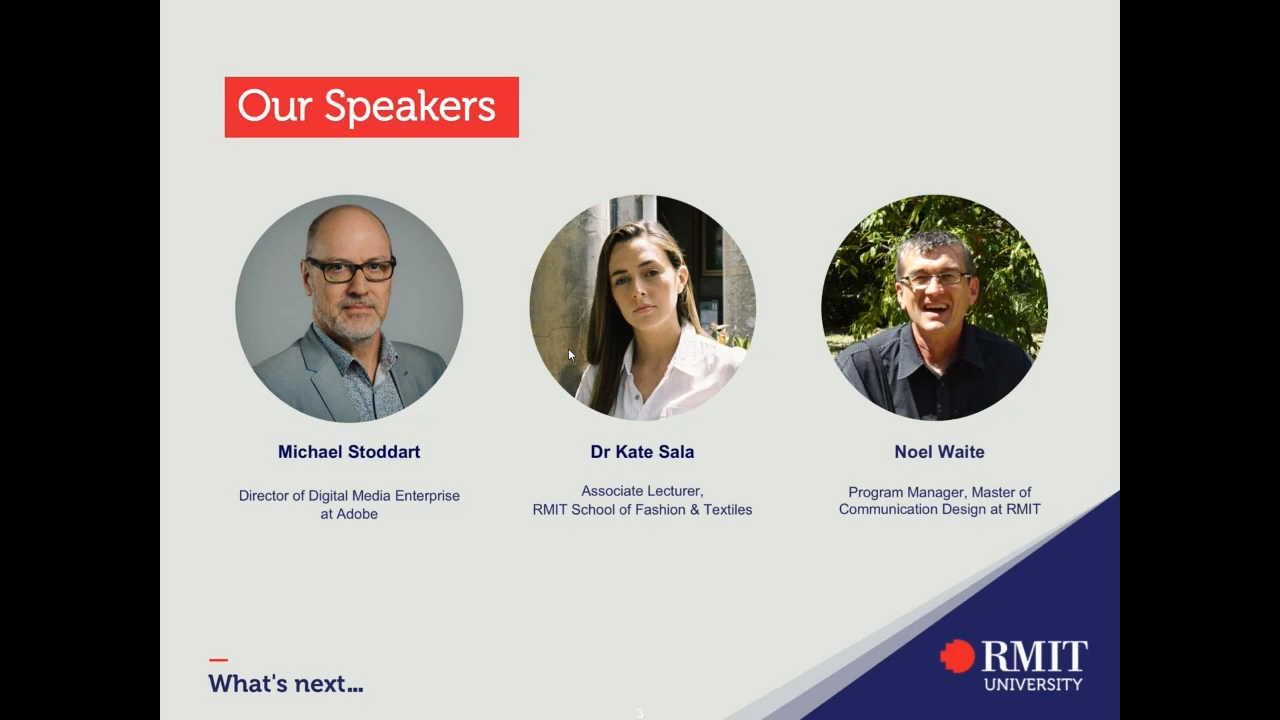 Our Speakers
Michael Stoddart
Director of Digital Media Enterprise
at Adobe
Dr Kate Sala
Associate Lecturer,
RMIT School of Fashion & Textiles
Noel Waite
Program Manager, Master of
Communication Design at RMIT
What's next...
RMIT
UNIVERSITY
3